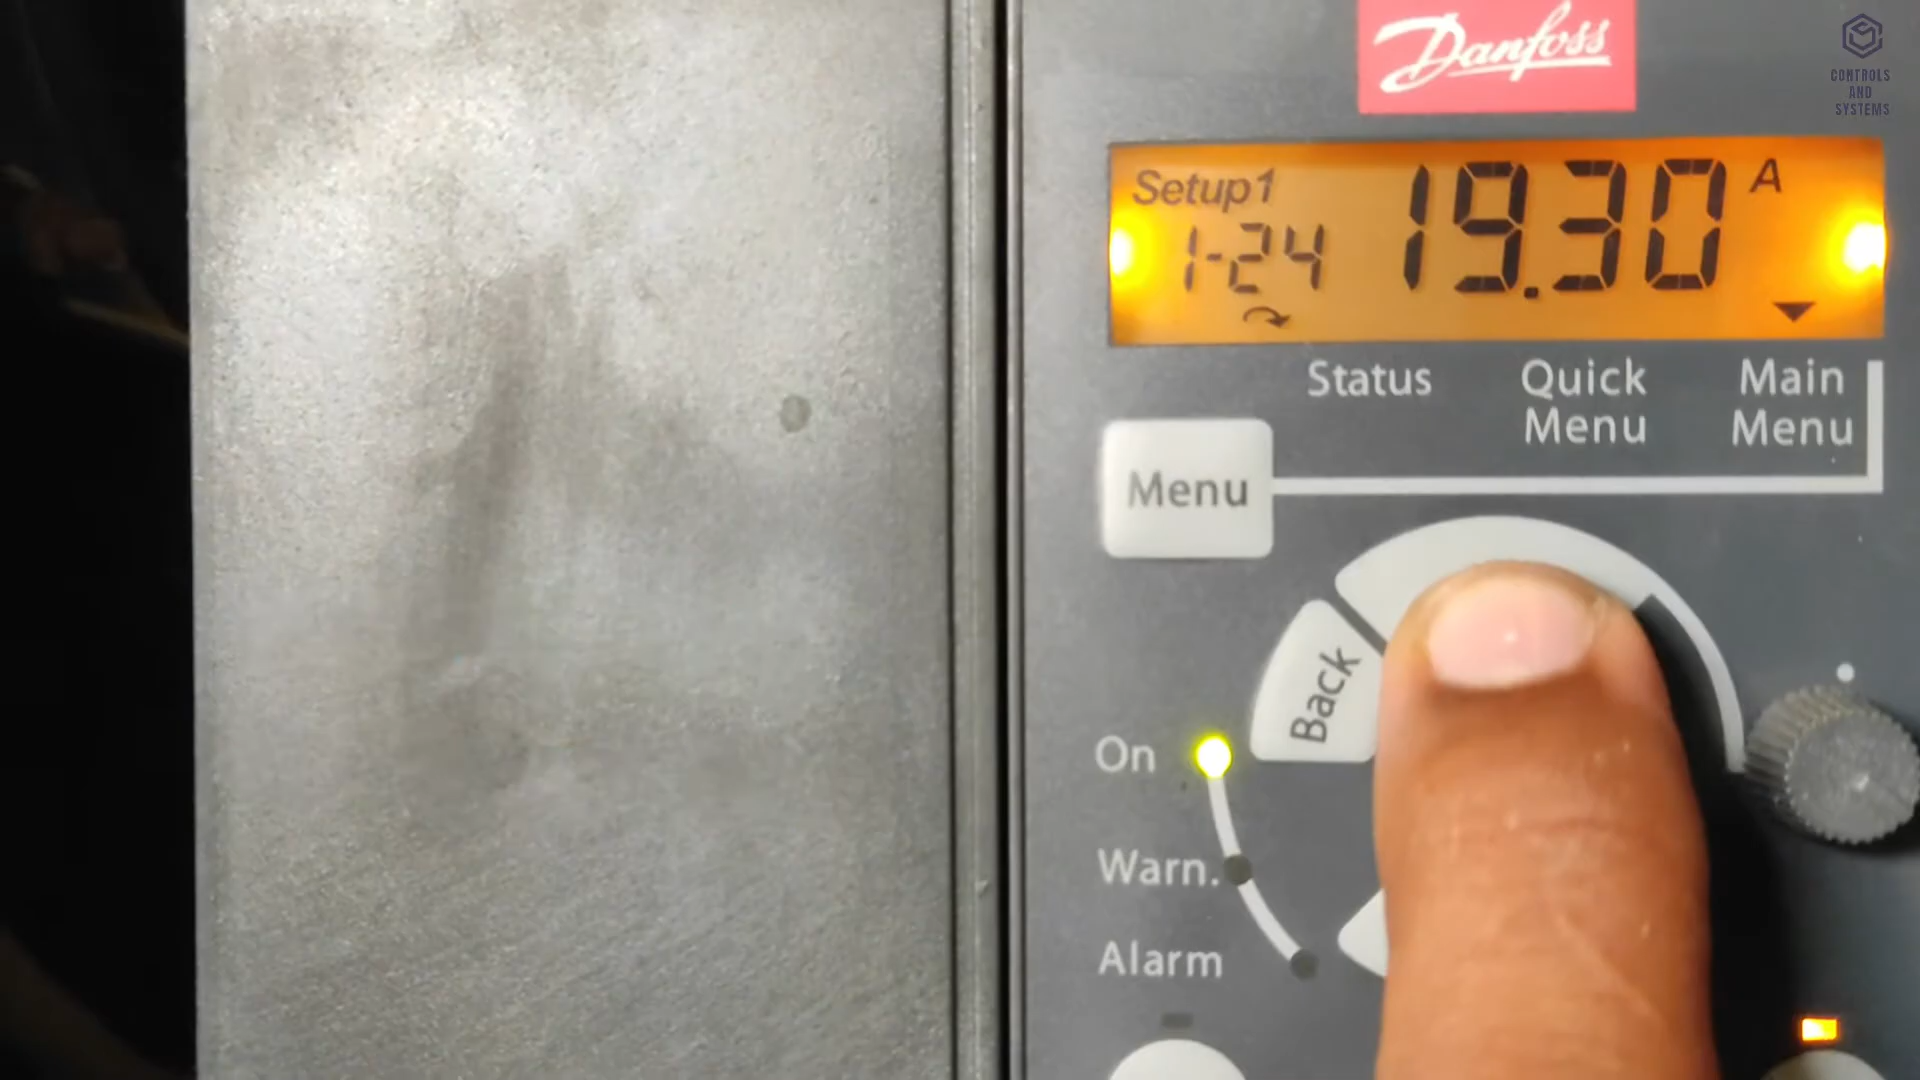 Danfoss
CONTROLS
AND
SYSTEMS
Setup1
1-24
19.30 A
Status
Quick
Menu
Main
Menu
Menu
Back
On
Warn.
Alarm